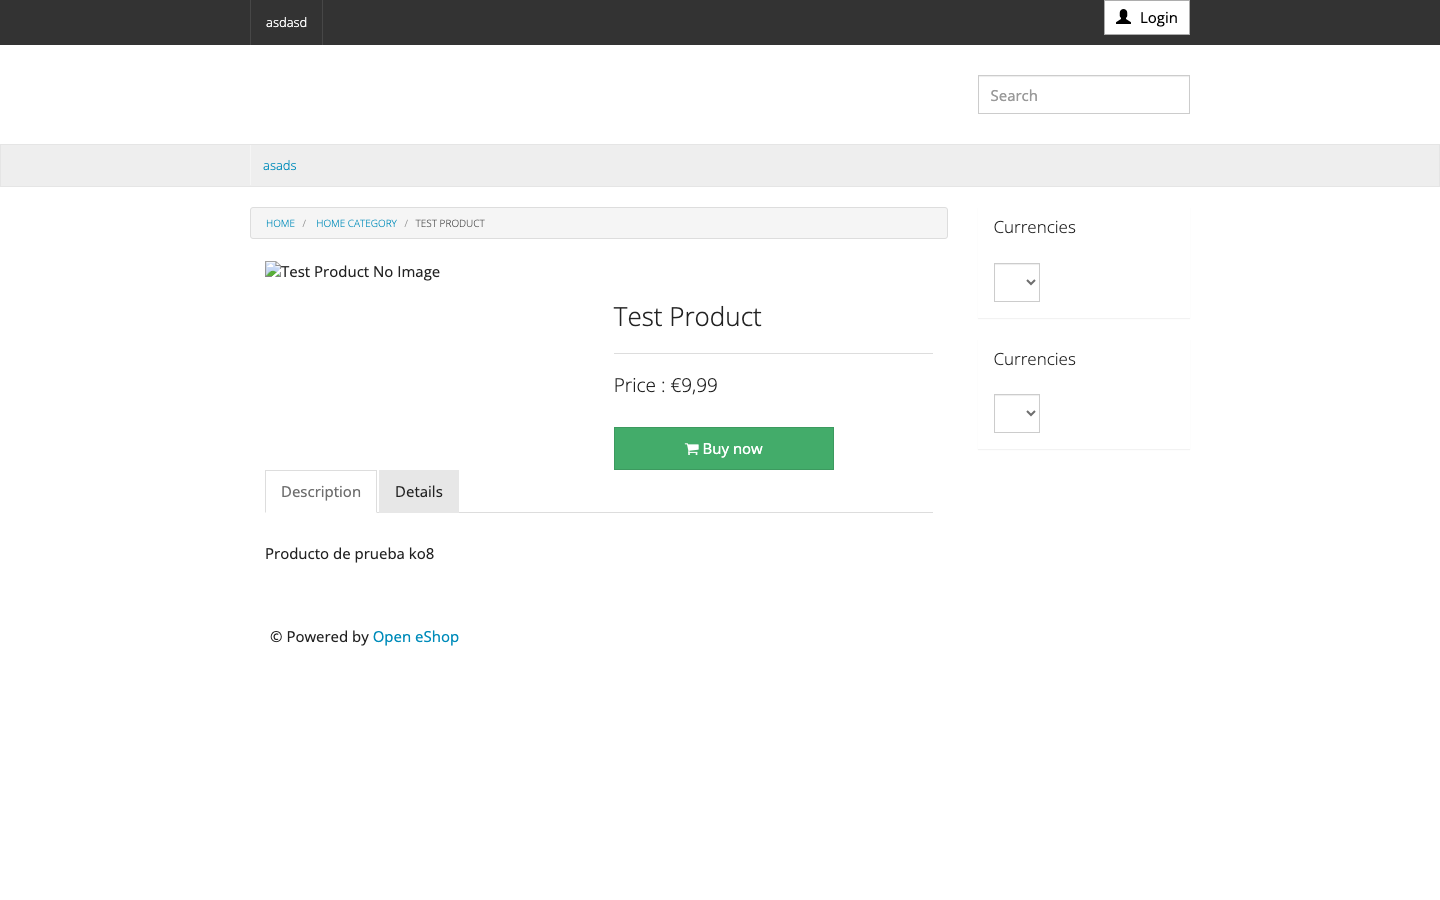 asdasd
Login
Search
asads
HOME / HOME CATEGORY / TEST PRODUCT
Test Product No Image
Test Product
Price : €9,99
Buy now
Description
Details
Producto de prueba ko8
© Powered by Open eShop
Currencies
Currencies